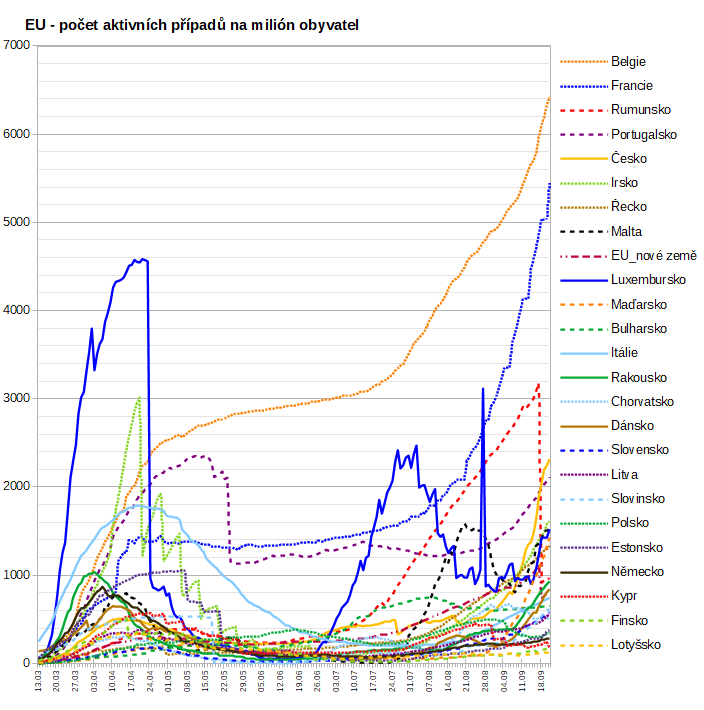 EU - počet aktivních případů na milión obyvatel
7000
6000
5000
4000
3000
2000
1000
0
13.03
20.03
27.03
03.04
10.04
17.04
24.04
01.05
08.05
15.05
22.05
29.05
05.06
12.06
19.06
26.06
03.07
10.07
17.07
24.07
31.07
07.08
14.08
21.08
28.08
04.09
11.09
18.09
Belgie
Francie
Rumunsko
Portugalsko
Česko
Irsko
Řecko
Malta
EU_nové země
Luxembursko
Maďarsko
Bulharsko
Itálie
Rakousko
Chorvatsko
Dánsko
Slovensko
Litva
Slovinsko
Polsko
Estonsko
Německo
Kypr
Finsko
Lotyšsko